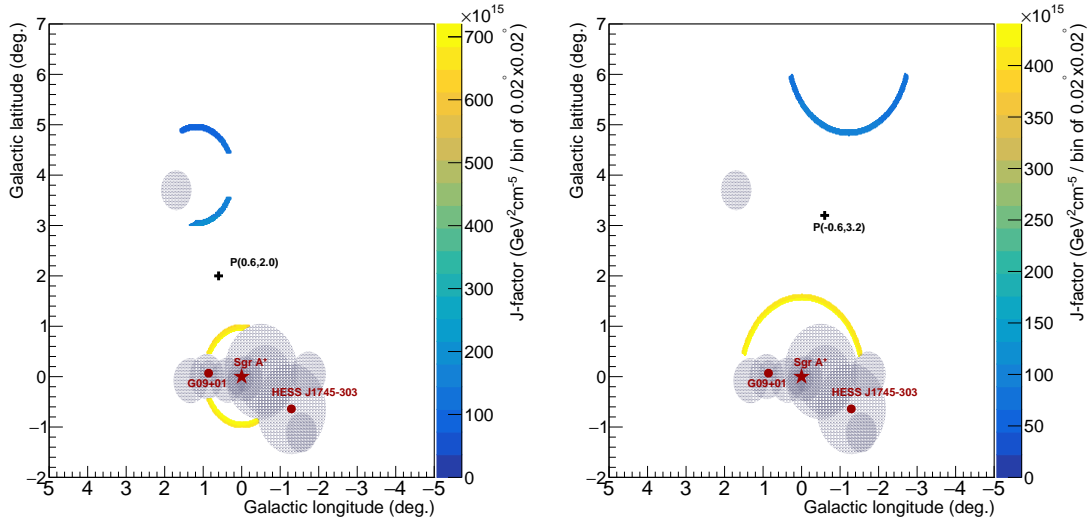 ×10¹⁵
Galactic latitude (deg.)
7
6
5
4
3
2
1
0
−1
−2
P(0.6,2.0)
Sgr A*
G09+01
HESS J1745-303
5 4 3 2 1 0 −1 −2 −3 −4 −5
Galactic longitude (deg.)
700
600
500
400
300
200
100
0
J-factor (GeV²cm⁻⁵ / bin of 0.02° x0.02°)
×10¹⁵
Galactic latitude (deg.)
7
6
5
4
3
2
1
0
−1
−2
P(-0.6,3.2)
Sgr A*
G09+01
HESS J1745-303
5 4 3 2 1 0 −1 −2 −3 −4 −5
Galactic longitude (deg.)
400
350
300
250
200
150
100
50
0
J-factor (GeV²cm⁻⁵ / bin of 0.02° x0.02°)